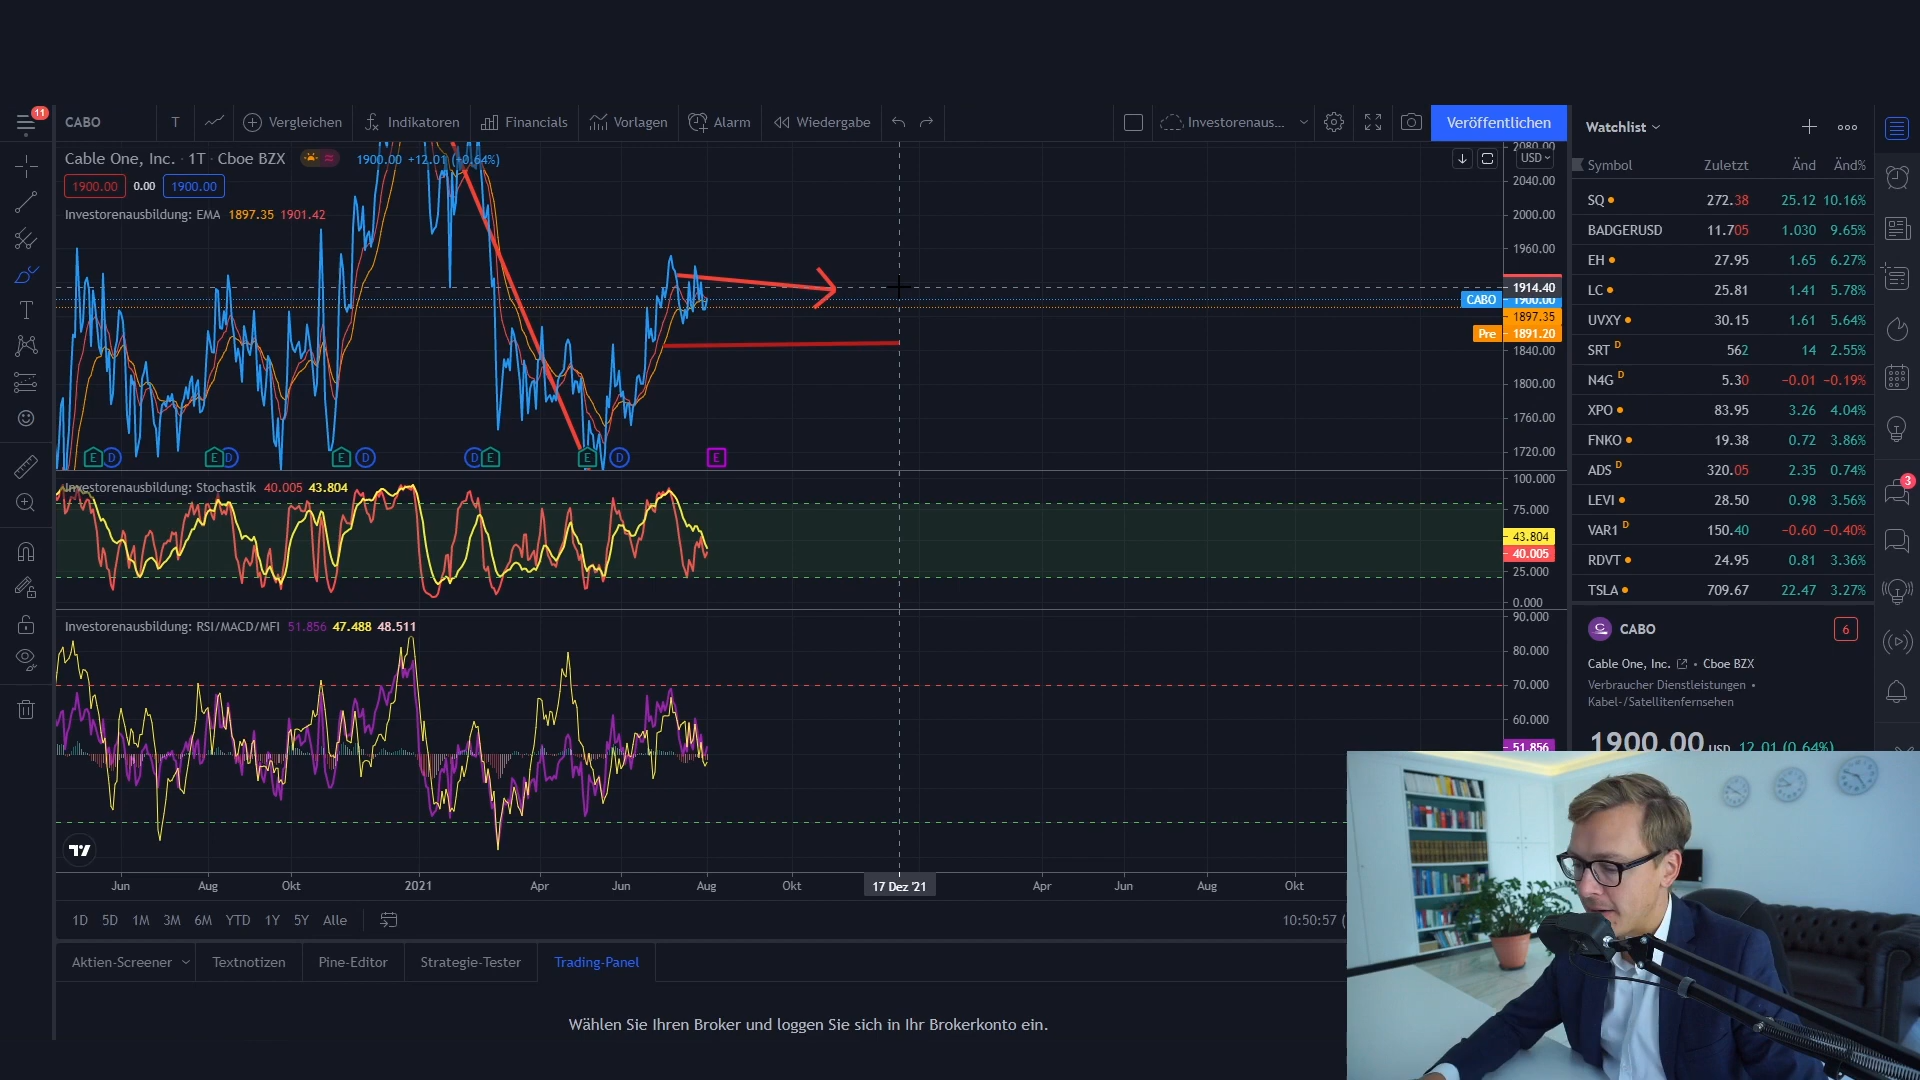 11
CABO
T
Vergleichen
Indikatoren
Financials
Vorlagen
Alarm
Wiedergabe
Investorenaus...
Veröffentlichen
Cable One, Inc. · 1T · Cboe BZX
1900.00 +12.01 (+0.64%)
1900.00 0.00 1900.00
Investorenausbildung: EMA 1897.35 1901.42
USD
2080.00
2040.00
2000.00
1960.00
1914.40
CABO 1900.00
1897.35
Pre 1891.20
1840.00
1800.00
1760.00
1720.00
E D E D E D D E E D E
Investorenausbildung: Stochastik 40.005 43.804
100.000
75.000
43.804
40.005
25.000
0.000
Investorenausbildung: RSI/MACD/MFI 51.856 47.488 48.511
90.000
80.000
70.000
60.000
51.856
Jun Aug Okt 2021 Apr Jun Aug Okt 17 Dez '21 Apr Jun Aug Okt
1D 5D 1M 3M 6M YTD 1Y 5Y Alle
10:50:57 (
Aktien-Screener Textnotizen Pine-Editor Strategie-Tester Trading-Panel
Wählen Sie Ihren Broker und loggen Sie sich in Ihr Brokerkonto ein.
Watchlist
Symbol Zuletzt Änd Änd%
SQ 272.38 25.12 10.16%
BADGERUSD 11.705 1.030 9.65%
EH 27.95 1.65 6.27%
LC 25.81 1.41 5.78%
UVXY 30.15 1.61 5.64%
SRT D 562 14 2.55%
N4G D 5.30 −0.01 −0.19%
XPO 83.95 3.26 4.04%
FNKO 19.38 0.72 3.86%
ADS D 320.05 2.35 0.74%
LEVI 28.50 0.98 3.56%
VAR1 D 150.40 −0.60 −0.40%
RDVT 24.95 0.81 3.36%
TSLA 709.67 22.47 3.27%
C CABO 6
Cable One, Inc. • Cboe BZX
Verbraucher Dienstleistungen •
Kabel-/Satellitenfernsehen
1900.00 USD 12.01 (0.64%)
3